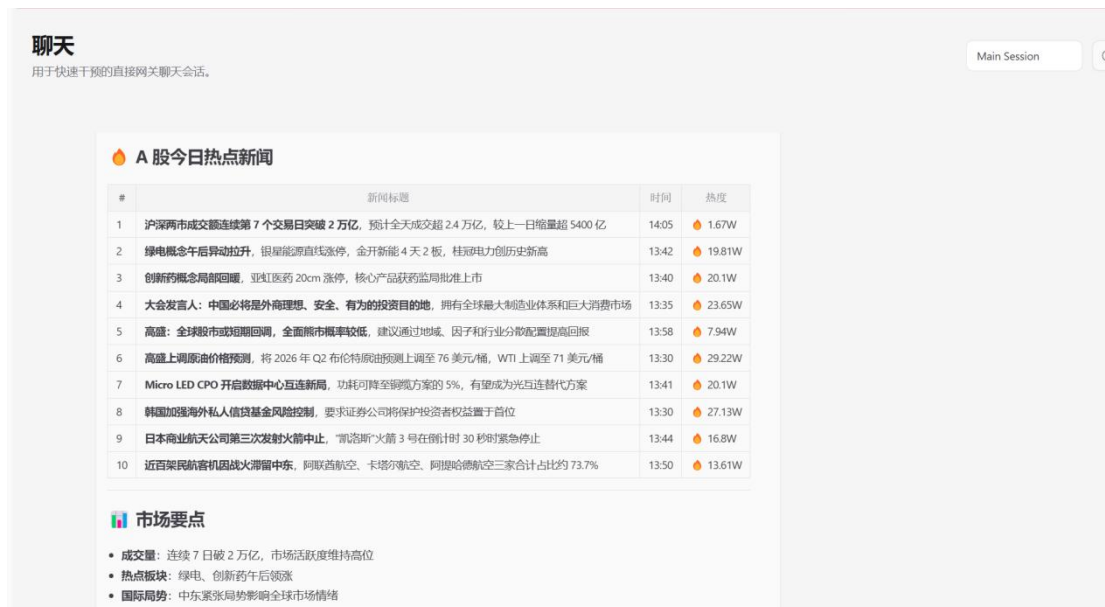 聊天
用于快速干预的直接网关聊天会话。
Main Session
A 股今日热点新闻
# 新闻标题 时间 热度
1 沪深两市成交额连续第 7 个交易日突破 2 万亿，预计全天成交超 2.4 万亿，较上一日缩量超 5400 亿 14:05 1.67W
2 绿电概念午后异动拉升，银星能源直线涨停，金开新能 4 天 2 板，桂冠电力创历史新高 13:42 19.81W
3 创新药概念局部回暖，亚虹医药 20cm 涨停，核心产品获药监局批准上市 13:40 20.1W
4 大会发言人：中国必将是外商理想、安全、有为的投资目的地，拥有全球最大制造业体系和巨大消费市场 13:35 23.65W
5 高盛：全球股市或短期回调，全面熊市概率较低，建议通过地域、因子和行业分散配置提高回报 13:58 7.94W
6 高盛上调原油价格预测，将 2026 年 Q2 布伦特原油预测上调至 76 美元/桶，WTI 上调至 71 美元/桶 13:30 29.22W
7 Micro LED CPO 开启数据中心互连新局，功耗可降至铜缆方案的 5%，有望成为光互连替代方案 13:41 20.1W
8 韩国加强海外私人信贷基金风险控制，要求证券公司将保护投资者权益置于首位 13:30 27.13W
9 日本商业航天公司第三次发射火箭中止，"凯洛斯"火箭 3 号在倒计时 30 秒时紧急停止 13:44 16.8W
10 近百架民航客机因战火滞留中东，阿联酋航空、卡塔尔航空、阿提哈德航空三家合计占比约 73.7% 13:50 13.61W
市场要点
• 成交量：连续 7 日破 2 万亿，市场活跃度维持高位
• 热点板块：绿电、创新药午后领涨
• 国际局势：中东紧张局势影响全球市场情绪